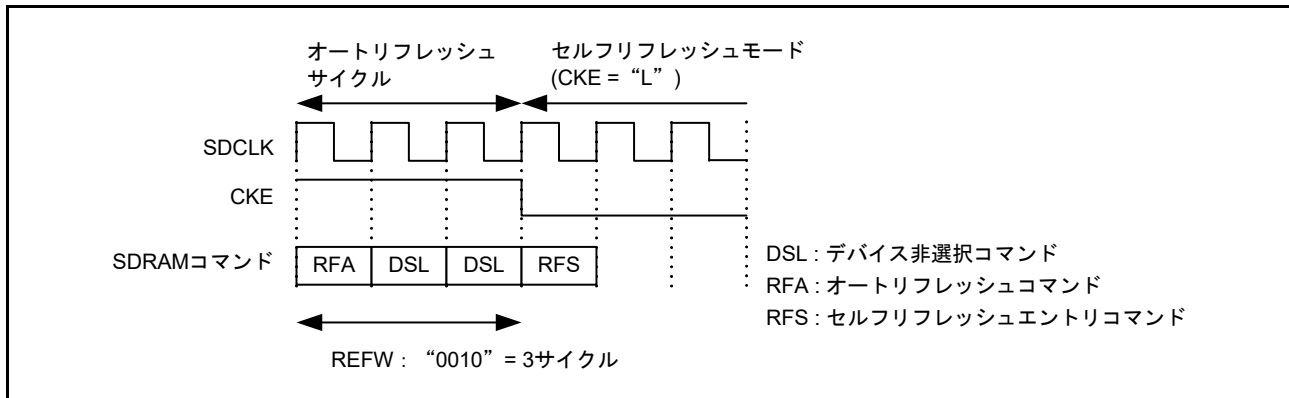 オートリフレッシュ
サイクル
セルフリフレッシュモード
(CKE = “L” )
SDCLK
CKE
SDRAMコマンド
RFA DSL DSL RFS
DSL : デバイス非選択コマンド
RFA : オートリフレッシュコマンド
RFS : セルフリフレッシュエントリコマンド
REFW : “0010” = 3サイクル